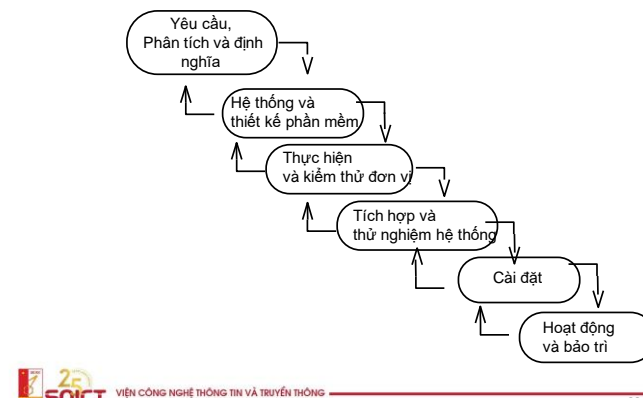 Yêu cầu,
Phân tích và định
nghĩa
Hệ thống và
thiết kế phần mềm
Thực hiện
và kiểm thử đơn vị
Tích hợp và
thử nghiệm hệ thống
Cài đặt
Hoạt động
và bảo trì
25
SOICT
VIỆN CÔNG NGHỆ THÔNG TIN VÀ TRUYỀN THÔNG